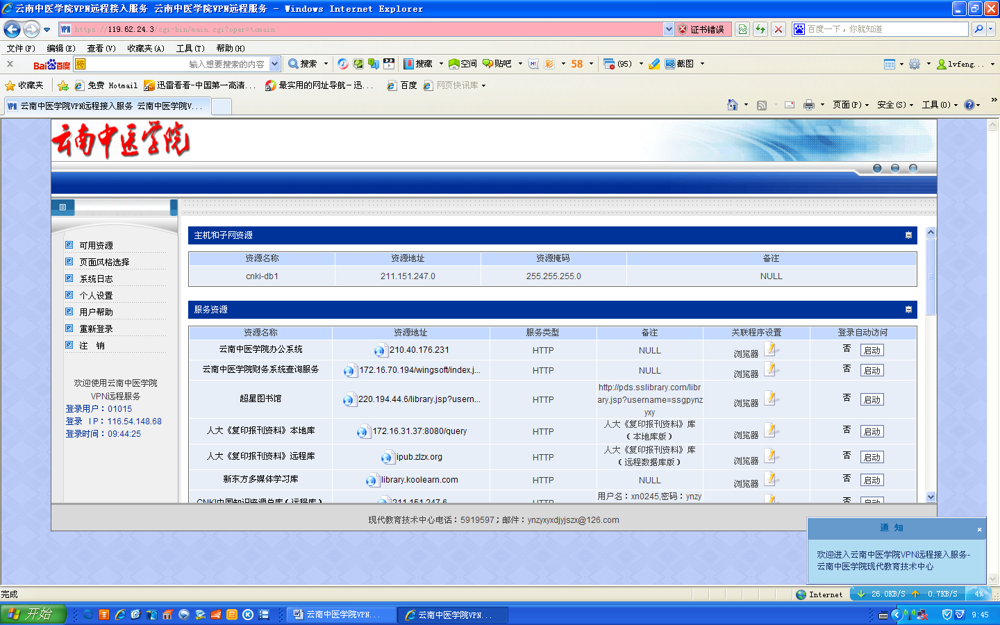 云南中医学院VPN远程接入服务 云南中医学院VPN远程服务 - Windows Internet Explorer
https://119.62.24.3/cgi-bin/main.cgi?oper=tomain
证书错误
百度一下，你就知道
文件(F) 编辑(E) 查看(V) 收藏夹(A) 工具(T) 帮助(H)
Bai百度 榜 输入想要搜索的内容 搜索 搜藏 空间 贴吧 Hi 彩 58 (95) 截图 lvfeng...
收藏夹 免费 Hotmail 迅雷看看-中国第一高清... 最实用的网址导航- 迅... 百度 网页快讯库
VPN 云南中医学院VPN远程接入服务 云南中医学院V...
页面(P) 安全(S) 工具(O)
云南中医学院
可用资源
页面风格选择
系统日志
个人设置
用户帮助
重新登录
注 销
欢迎使用云南中医学院
VPN远程服务
登录用户：01015
登录 IP：116.54.148.68
登录时间：09:44:25
主机和子网资源
资源名称 资源地址 资源掩码 备注
cnki-db1 211.151.247.0 255.255.255.0 NULL
服务资源
资源名称 资源地址 服务类型 备注 关联程序设置 登录自动访问
云南中医学院办公系统 210.40.176.231 HTTP NULL 浏览器 否 启动
云南中医学院财务系统查询服务 172.16.70.194/wingsoft/index.j... HTTP NULL 浏览器 否 启动
超星图书馆 220.194.44.6/library.jsp?usern... HTTP http://pds.sslibrary.com/libr
ary.jsp?username=ssgpynz
zyxy 浏览器 否 启动
人大《复印报刊资料》本地库 172.16.31.37:8080/query HTTP 人大《复印报刊资料》库
（本地库版） 浏览器 否 启动
人大《复印报刊资料》远程库 ipub.zlzx.org HTTP 人大《复印报刊资料》库
（远程数据库版） 浏览器 否 启动
新东方多媒体学习库 library.koolearn.com HTTP NULL 浏览器 否 启动
CNKI中国知识资源总库（远程库） 211.151.247.6 HTTP 用户名：xn0245,密码：ynzy 否 启动
现代教育技术中心电话：5919597；邮件：ynzyxyxdjyjszx@126.com
通 知
欢迎进入云南中医学院VPN远程接入服务-
云南中医学院现代教育技术中心
完成
Internet
26.0KB/S 0.7KB/S 4%
开始
云南中医学院VPN...
云南中医学院VPN...
9:45